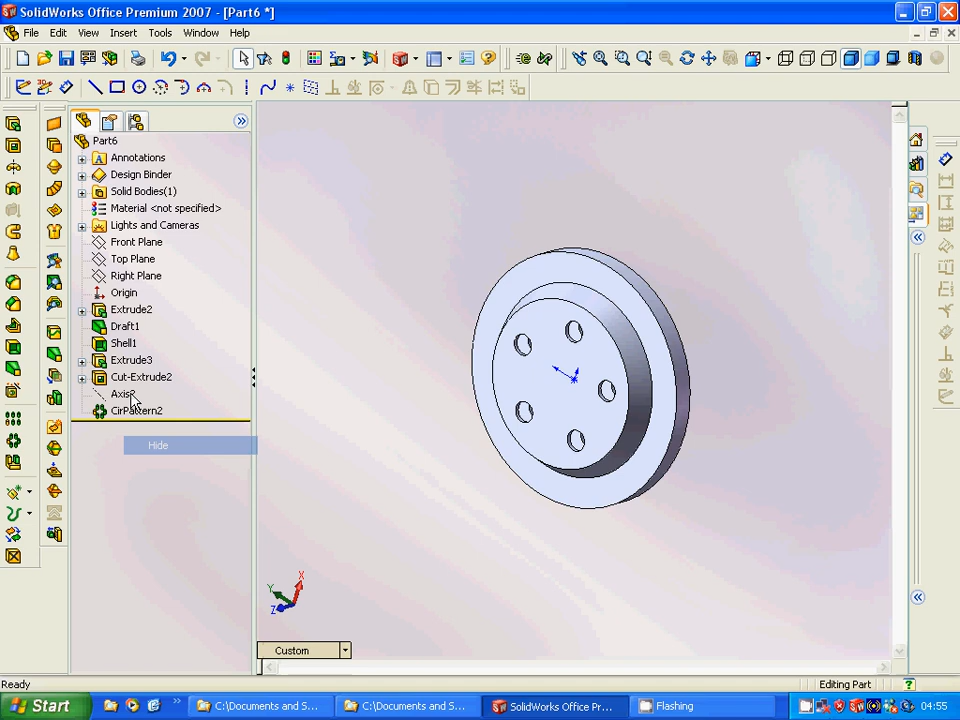 SolidWorks Office Premium 2007 - [Part6 *]
File Edit View Insert Tools Window Help
Part6
Annotations
Design Binder
Solid Bodies(1)
Material <not specified>
Lights and Cameras
Front Plane
Top Plane
Right Plane
Origin
Extrude2
Draft1
Shell1
Extrude3
Cut-Extrude2
CirPattern2
Hide
X
Y
Z
Custom
Ready
Editing Part
Start
C:\Documents and S...
C:\Documents and S...
SolidWorks Office Pr...
Flashing
04:55